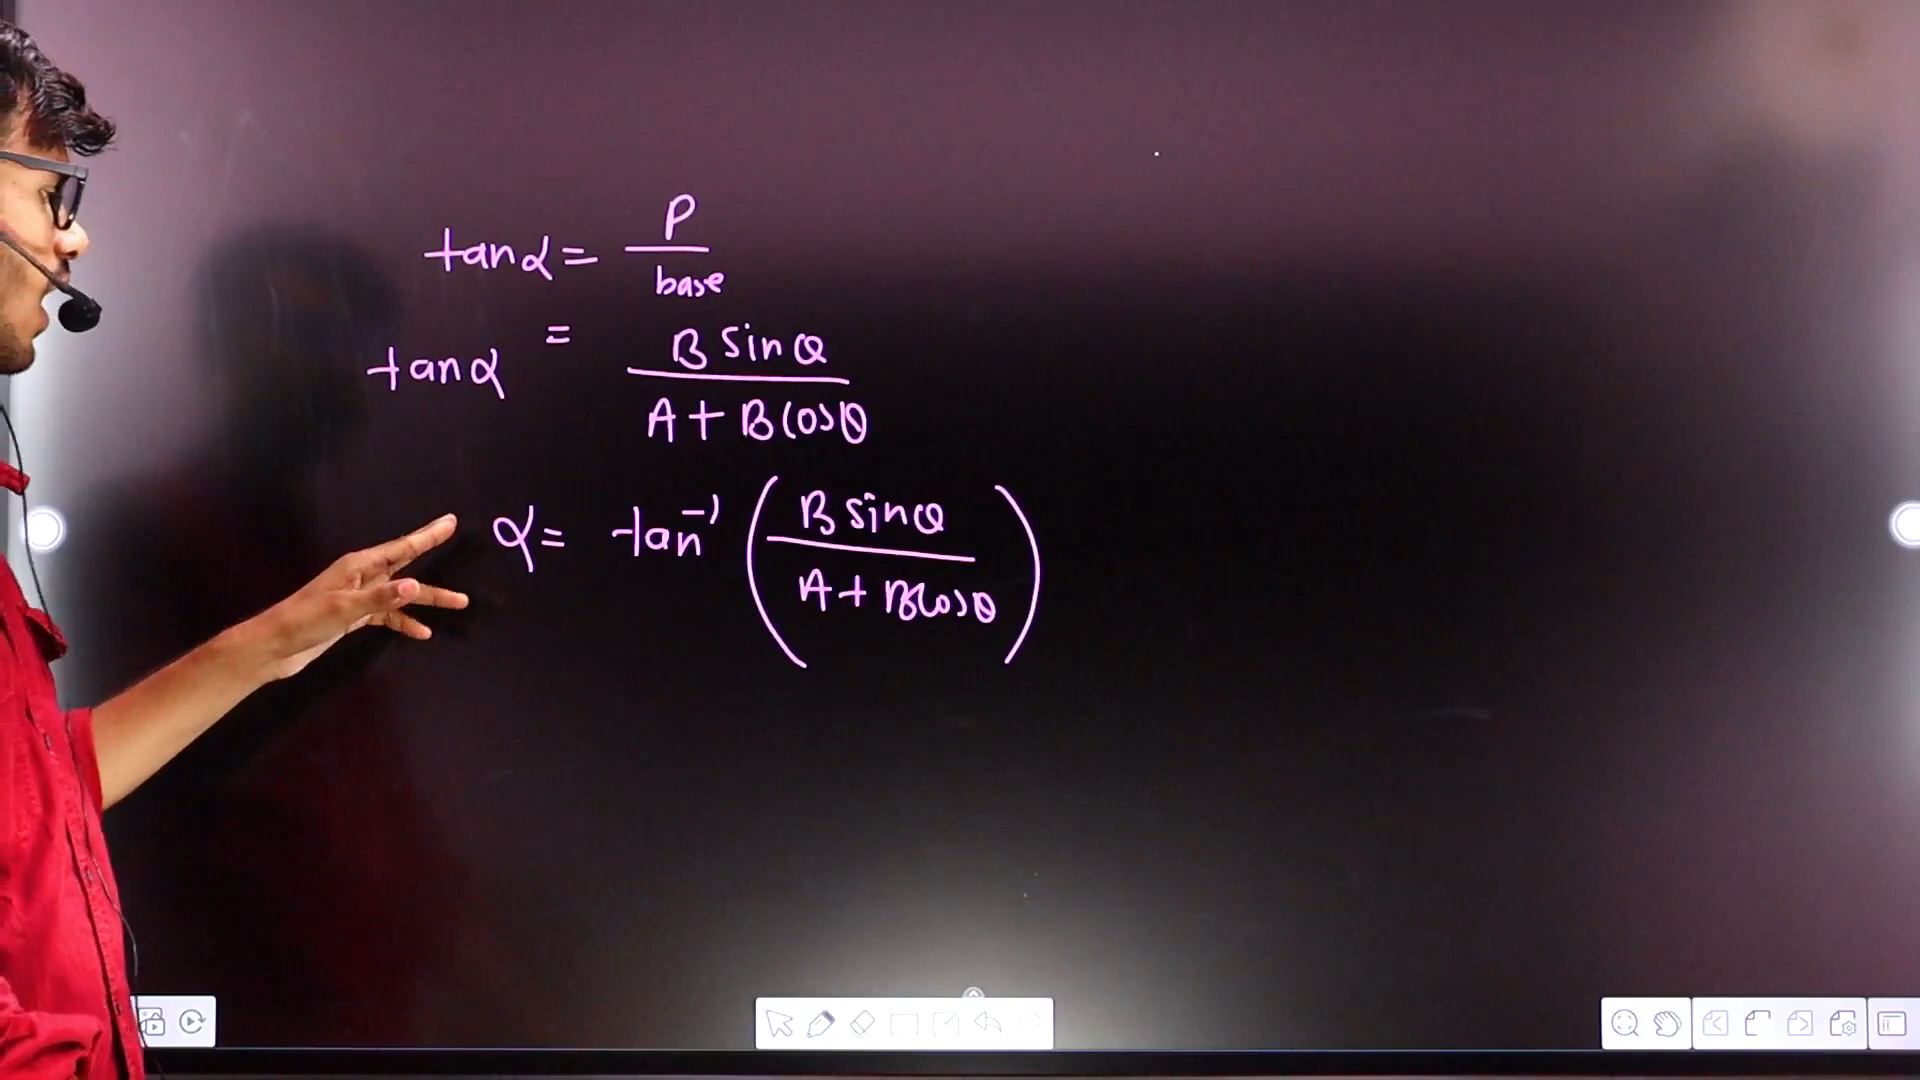 tanα = P / base
tanα = B sinθ / A + B cosθ
α = tan⁻¹ ( B sinθ / A + B cosθ )